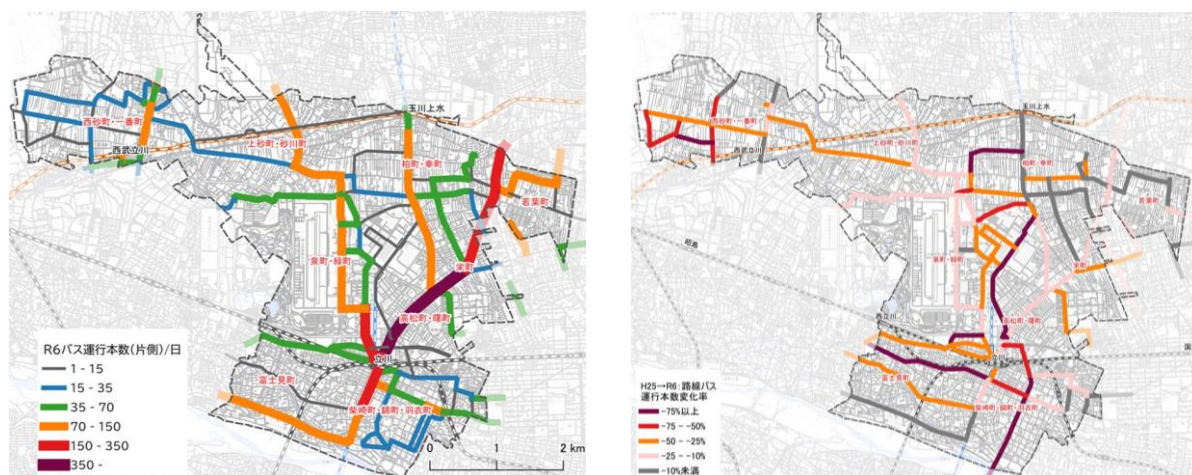 玉川上水
西砂町・一番町
上砂町・砂川町
西武立川
柏町・幸町
若葉町
泉町・緑町
栄町
高松町・曙町
立川
富士見町
柴崎町・錦町・羽衣町
R6バス運行本数(片側)/日
1 - 15
15 - 35
35 - 70
70 - 150
150 - 350
350 -
0 1 2 km
玉川上水
西砂町・一番町
上砂町・砂川町
西武立川
柏町・幸町
若葉町
昭島
泉町・緑町
栄町
西立川
高松町・曙町
立川
国
富士見町
柴崎町・錦町・羽衣町
H25→R6:路線バス
運行本数変化率
-75%以上
-75 - -50%
-50 - -25%
-25 - -10%
-10%未満